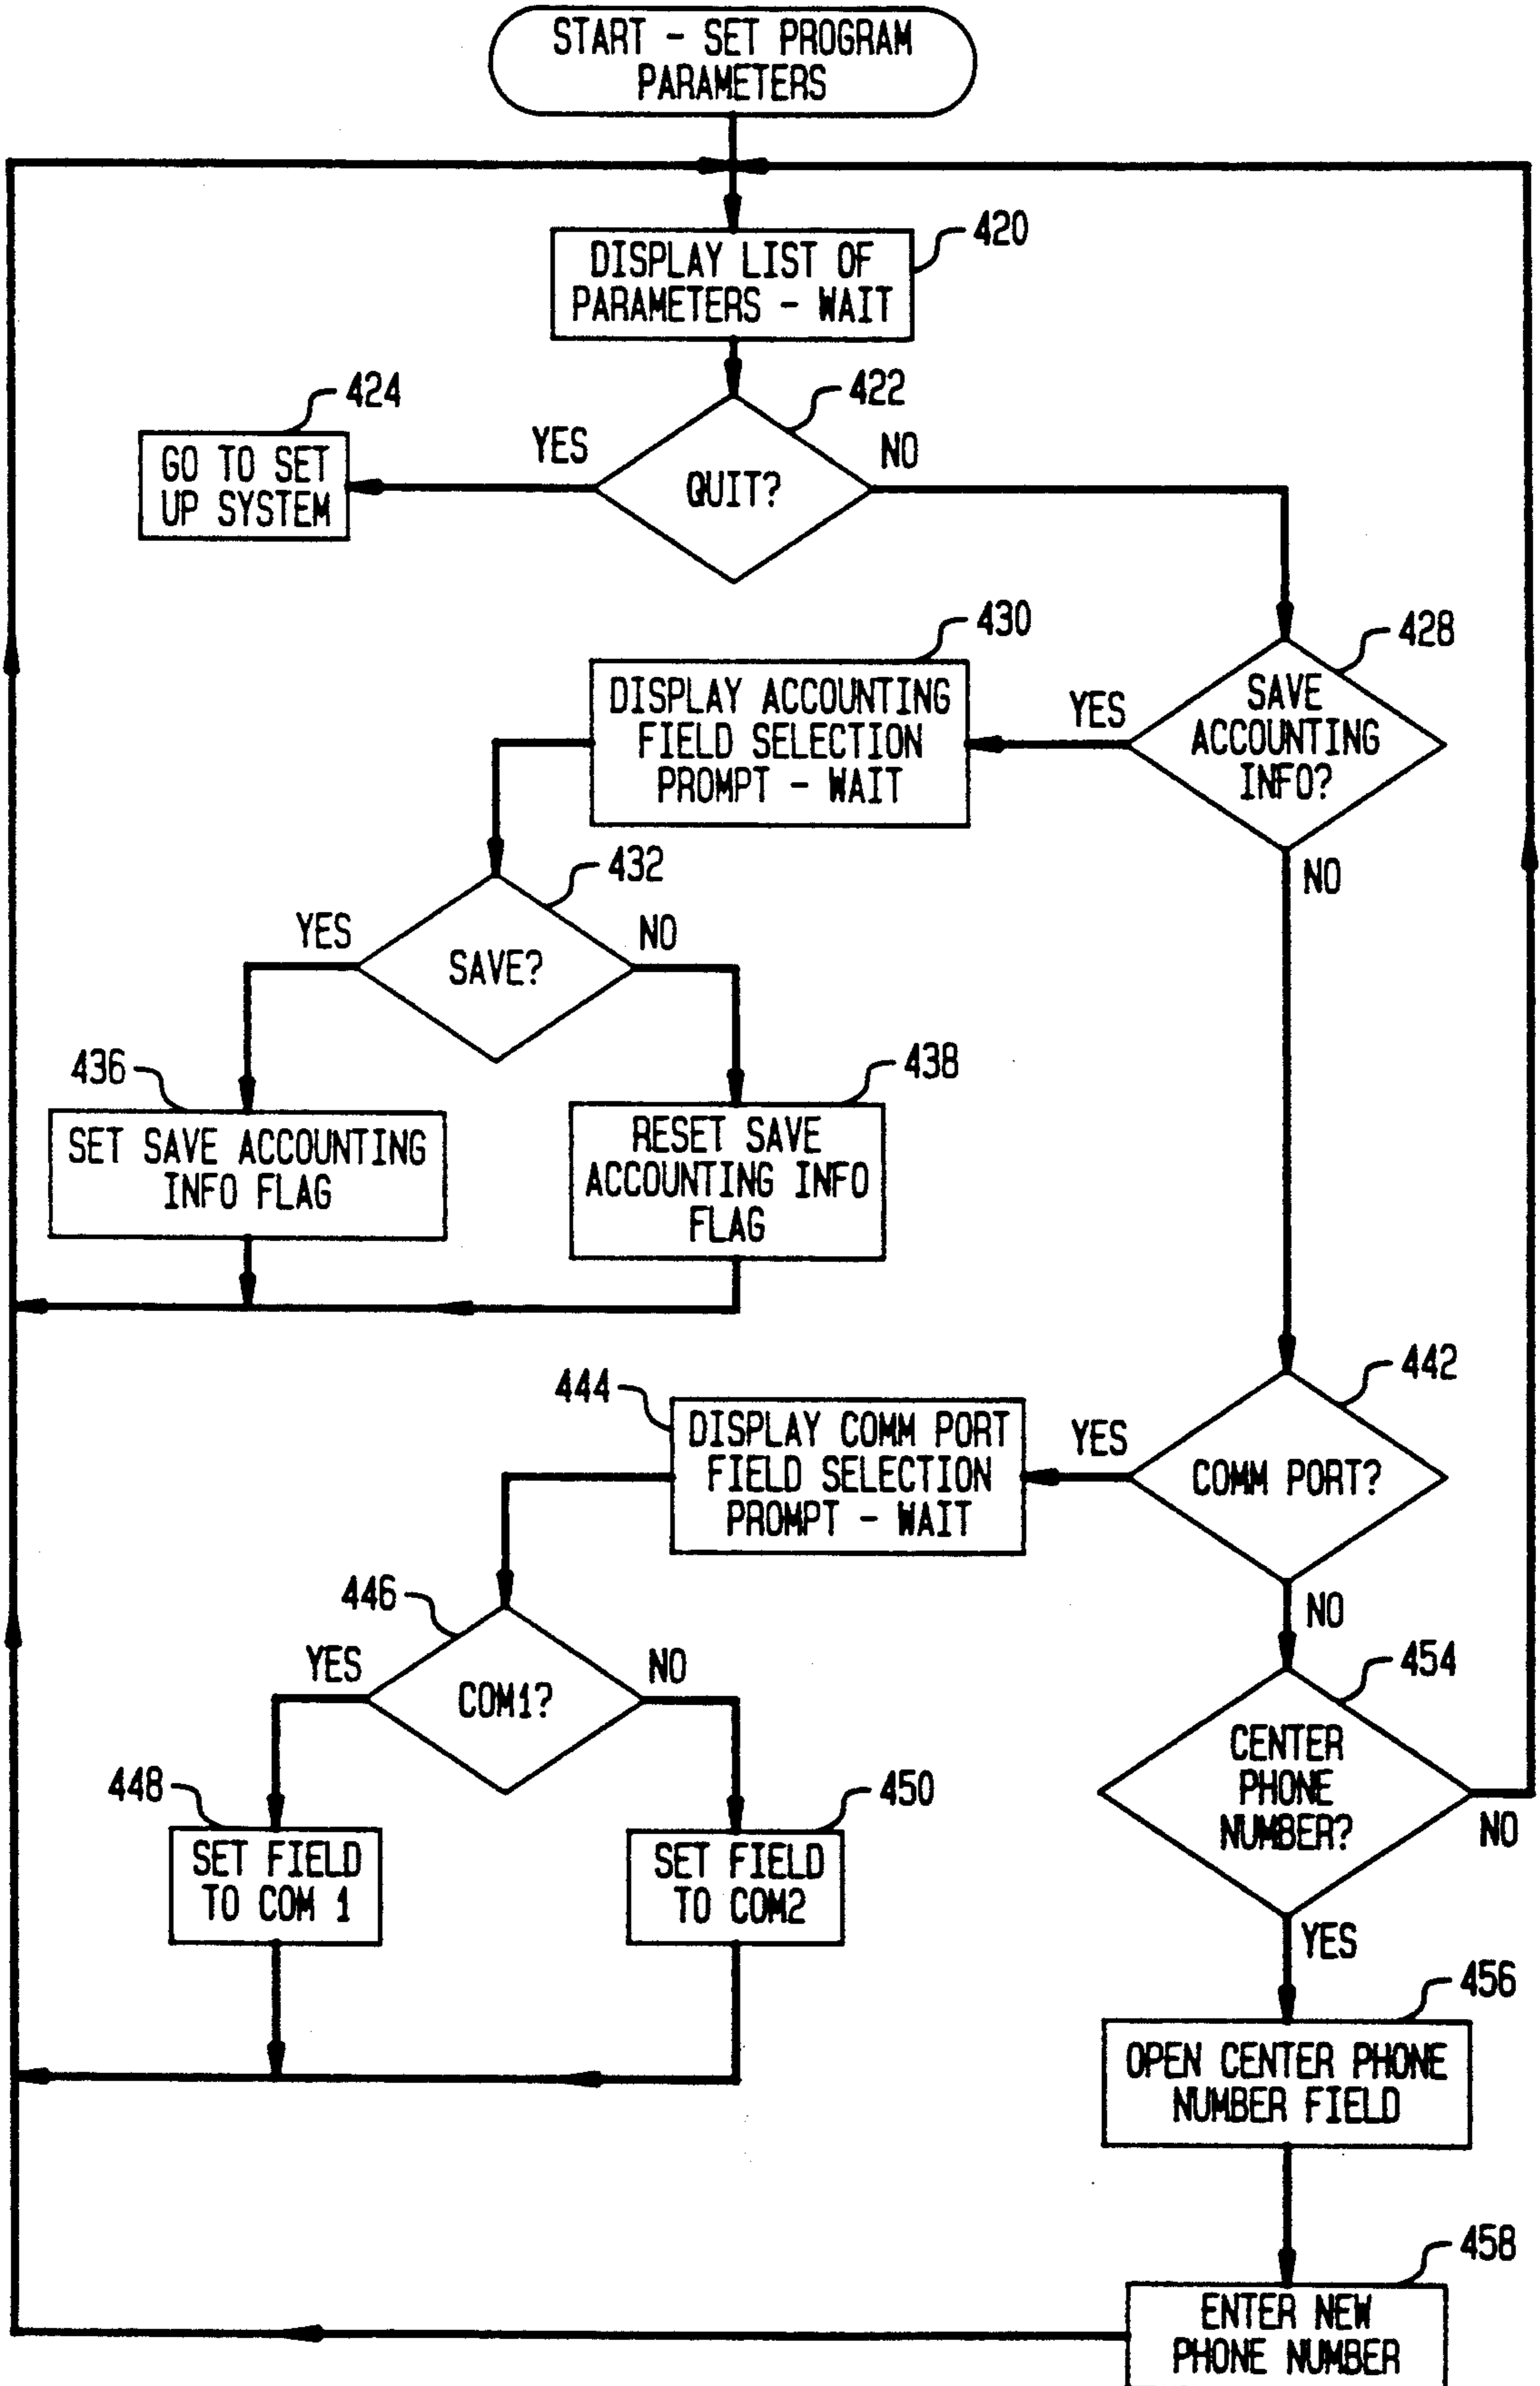 START - SET PROGRAM
PARAMETERS
420
DISPLAY LIST OF
PARAMETERS - WAIT
422
424
YES
NO
GO TO SET
UP SYSTEM
QUIT?
430
428
DISPLAY ACCOUNTING
FIELD SELECTION
PROMPT - WAIT
YES
SAVE
ACCOUNTING
INFO?
NO
432
YES
NO
SAVE?
436
438
SET SAVE ACCOUNTING
INFO FLAG
RESET SAVE
ACCOUNTING INFO
FLAG
442
444
DISPLAY COMM PORT
FIELD SELECTION
PROMPT - WAIT
YES
COMM PORT?
NO
446
YES
NO
COM1?
454
CENTER
PHONE
NUMBER?
NO
YES
448
450
SET FIELD
TO COM 1
SET FIELD
TO COM2
456
OPEN CENTER PHONE
NUMBER FIELD
458
ENTER NEW
PHONE NUMBER